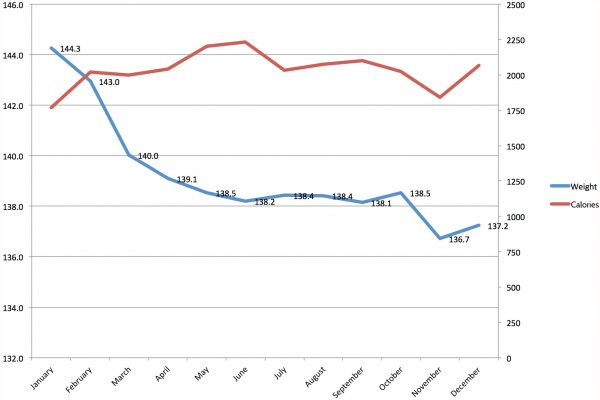 146.0
144.0
142.0
140.0
138.0
136.0
134.0
132.0
2500
2250
2000
1750
1500
1250
1000
750
500
250
0
144.3
143.0
140.0
139.1
138.5
138.2
138.4
138.4
138.1
138.5
136.7
137.2
January
February
March
April
May
June
July
August
September
October
November
December
Weight
Calories